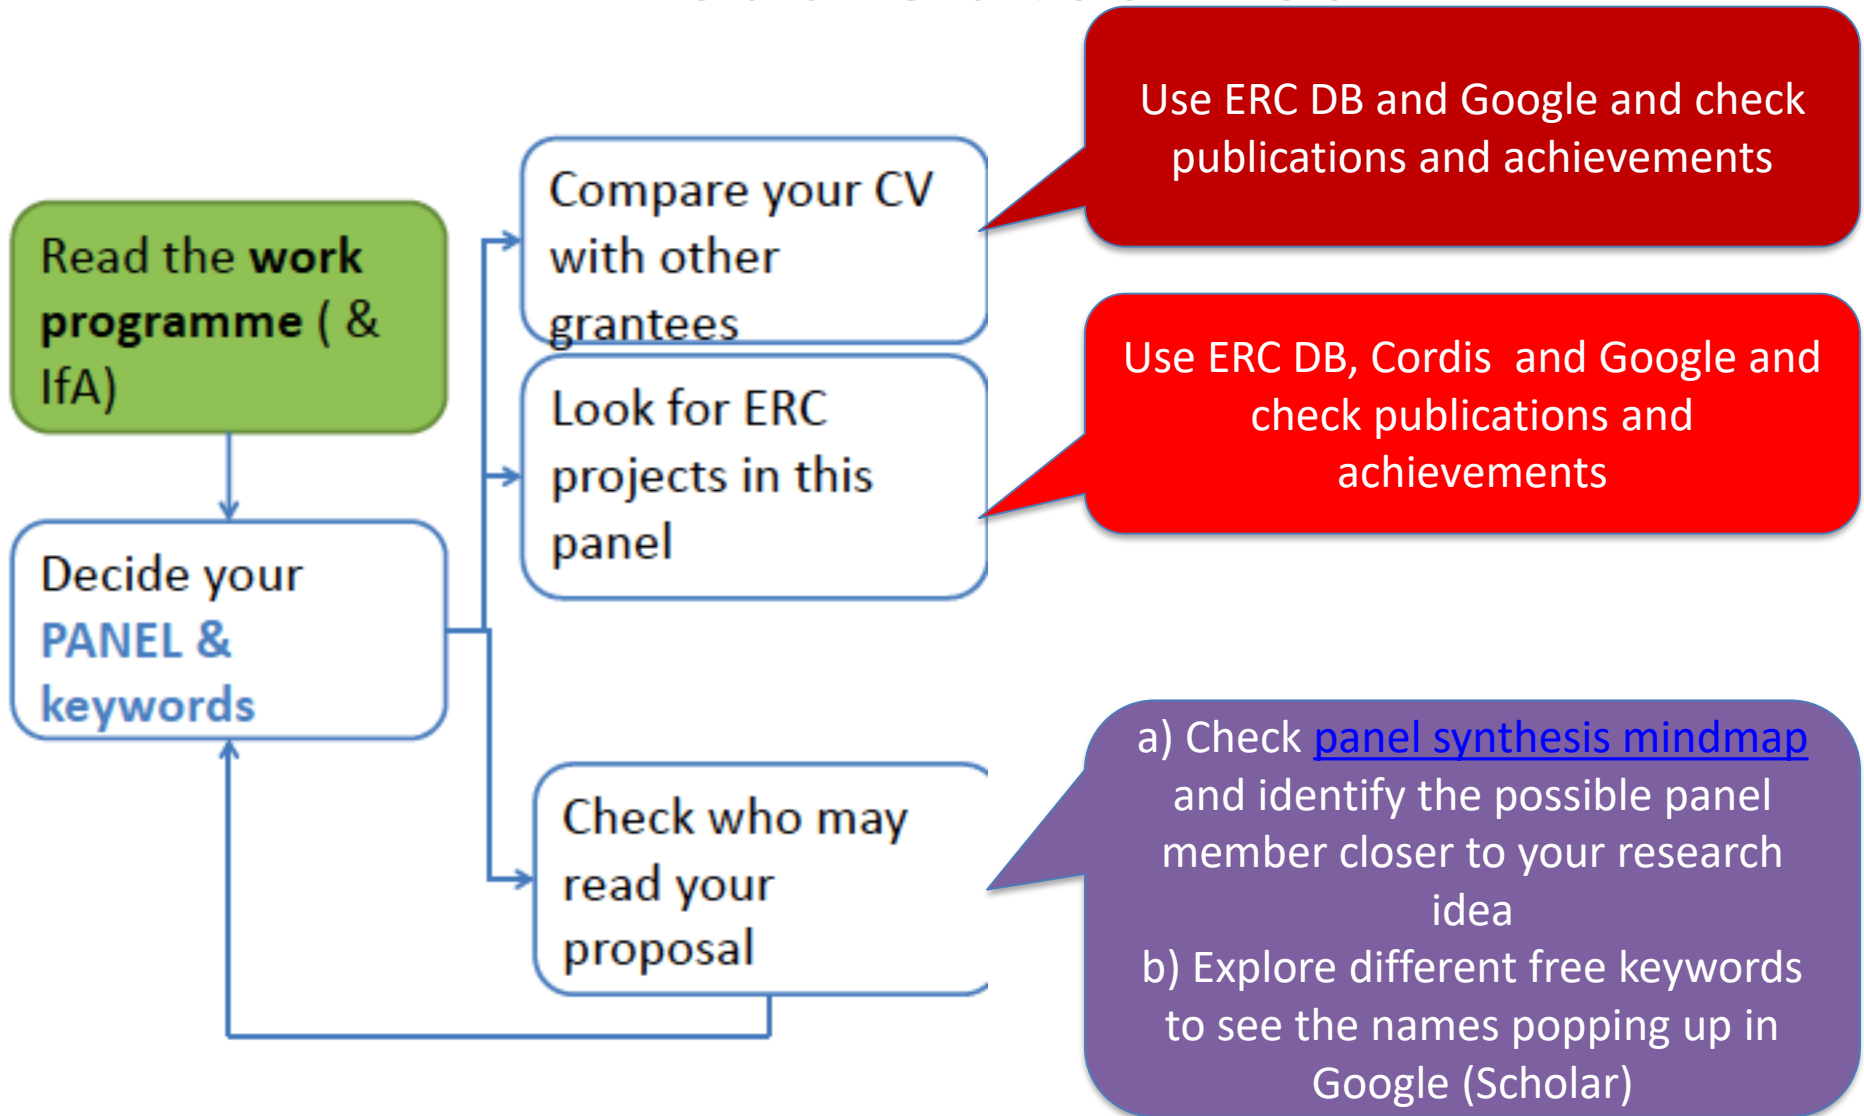 Read the work
programme ( &
IfA)
Decide your
PANEL &
keywords
Compare your CV
with other
grantees
Look for ERC
projects in this
panel
Check who may
read your
proposal
Use ERC DB and Google and check
publications and achievements
Use ERC DB, Cordis  and Google and
check publications and
achievements
a) Check panel synthesis mindmap
and identify the possible panel
member closer to your research
idea
b) Explore different free keywords
to see the names popping up in
Google (Scholar)